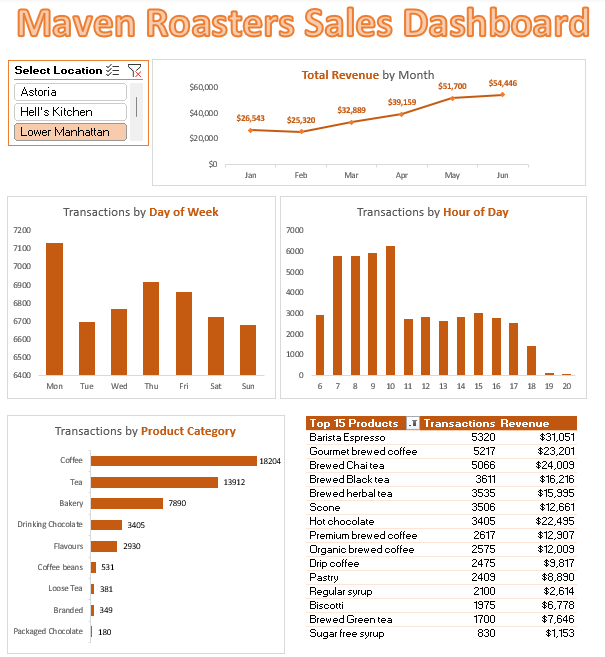 Maven Roasters Sales Dashboard
Select Location
Astoria
Hell's Kitchen
Lower Manhattan
Total Revenue by Month
$60,000
$40,000
$20,000
$0
$26,543
$25,320
$32,889
$39,159
$51,700
$54,446
Jan Feb Mar Apr May Jun
Transactions by Day of Week
7200
7100
7000
6900
6800
6700
6600
6500
6400
Mon Tue Wed Thu Fri Sat Sun
Transactions by Hour of Day
7000
6000
5000
4000
3000
2000
1000
0
6 7 8 9 10 11 12 13 14 15 16 17 18 19 20
Transactions by Product Category
Coffee 18204
Tea 13912
Bakery 7890
Drinking Chocolate 3405
Flavours 2930
Coffee beans 531
Loose Tea 381
Branded 349
Packaged Chocolate 180
Top 15 Products Transactions Revenue
Barista Espresso 5320 $31,051
Gourmet brewed coffee 5217 $23,201
Brewed Chai tea 5066 $24,009
Brewed Black tea 3611 $16,216
Brewed herbal tea 3535 $15,995
Scone 3506 $12,661
Hot chocolate 3405 $22,495
Premium brewed coffee 2617 $12,907
Organic brewed coffee 2575 $12,009
Drip coffee 2475 $9,817
Pastry 2409 $8,890
Regular syrup 2100 $2,614
Biscotti 1975 $6,778
Brewed Green tea 1700 $7,646
Sugar free syrup 830 $1,153